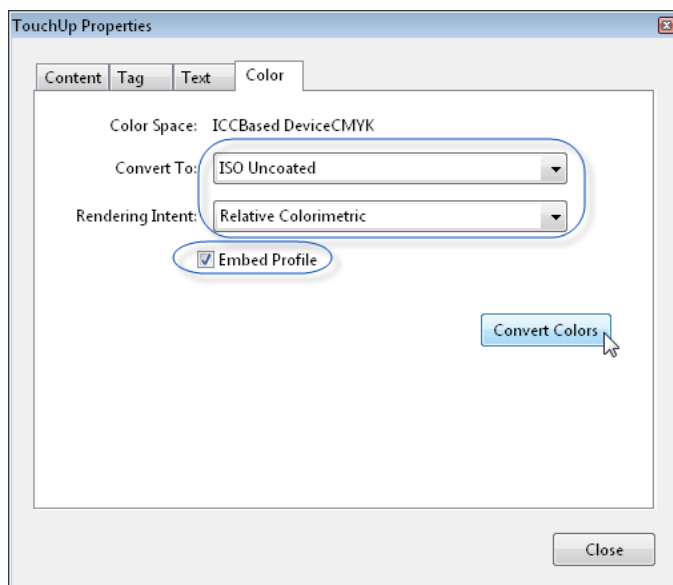 TouchUp Properties
Content Tag Text Color
Color Space: ICCBased DeviceCMYK
Convert To: ISO Uncoated
Rendering Intent: Relative Colorimetric
Embed Profile
Convert Colors
Close